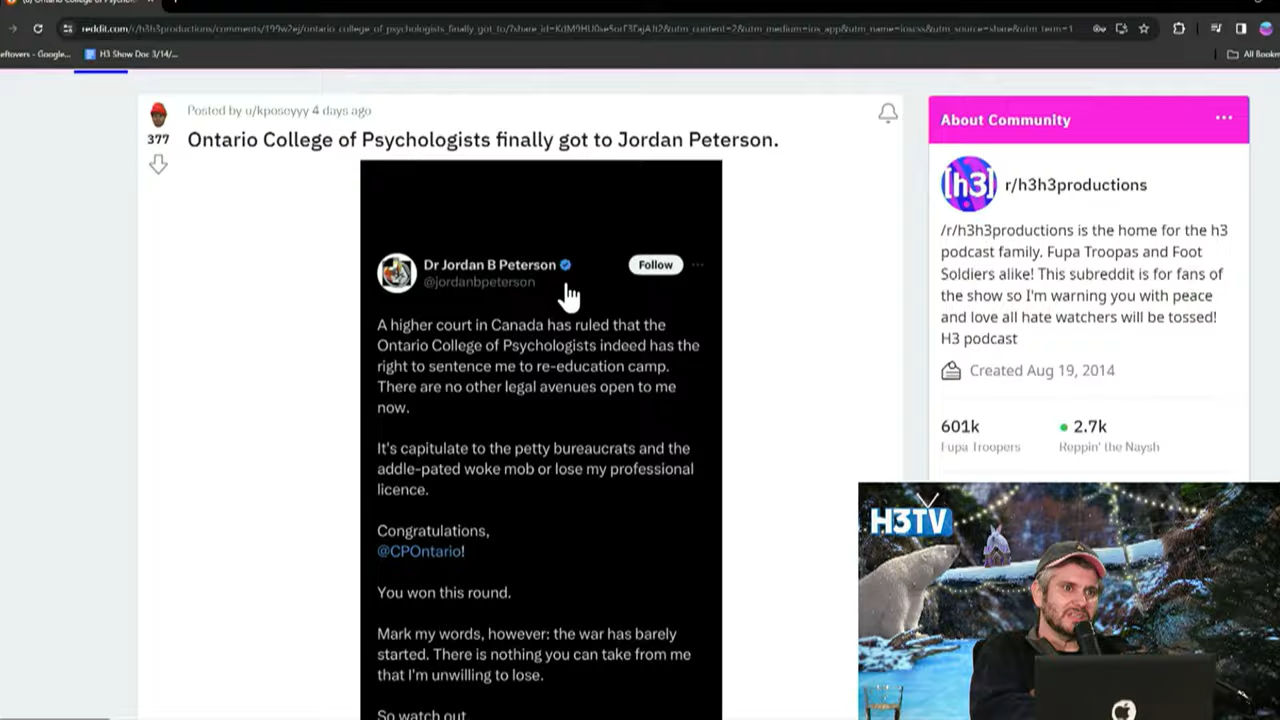 H3 Show Doc 3/14/...
All Bookm
Posted by u/kposeyyy 4 days ago
377
Ontario College of Psychologists finally got to Jordan Peterson.
Dr Jordan B Peterson
@jordanbpeterson
Follow
A higher court in Canada has ruled that the
Ontario College of Psychologists indeed has the
right to sentence me to re-education camp.
There are no other legal avenues open to me
now.
It's capitulate to the petty bureaucrats and the
addle-pated woke mob or lose my professional
licence.
Congratulations,
@CPOntario!
You won this round.
Mark my words, however: the war has barely
started. There is nothing you can take from me
that I'm unwilling to lose.
So watch out
About Community
[h3]
r/h3h3productions
/r/h3h3productions is the home for the h3
podcast family. Fupa Troopas and Foot
Soldiers alike! This subreddit is for fans of
the show so I'm warning you with peace
and love all hate watchers will be tossed!
H3 podcast
Created Aug 19, 2014
601k
2.7k
Fupa Troopers
Reppin' the Naysh
H3TV